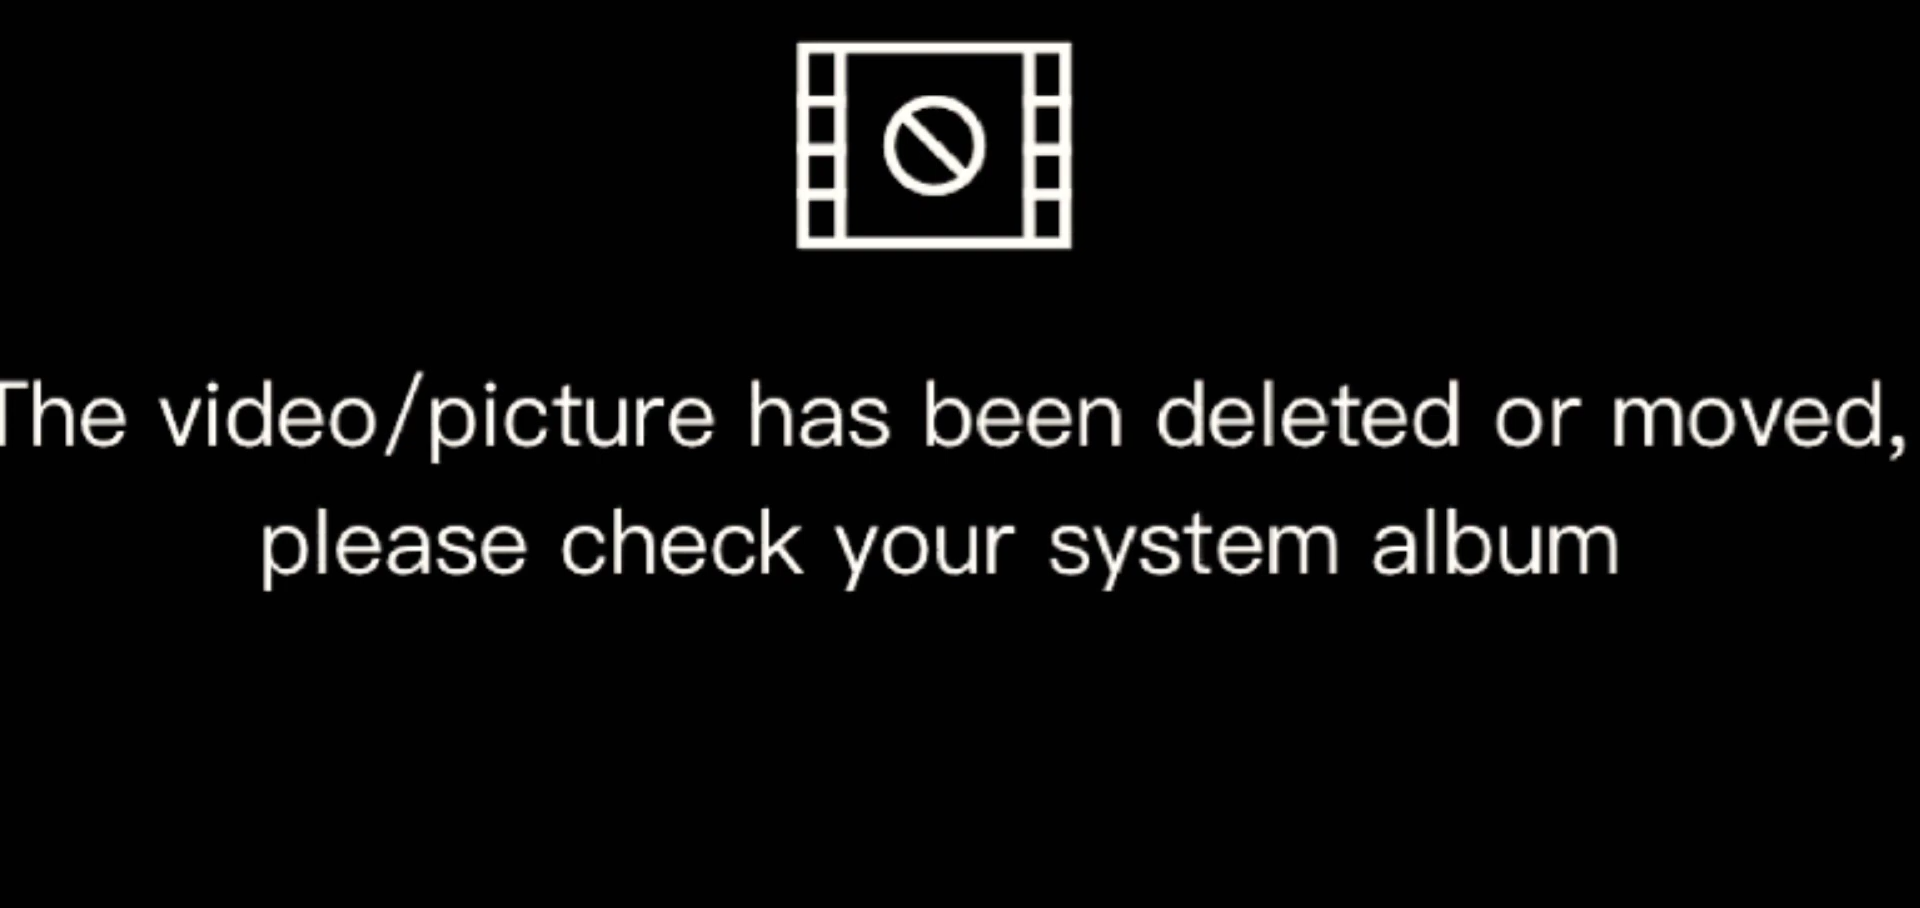 The video/picture has been deleted or moved,
please check your system album